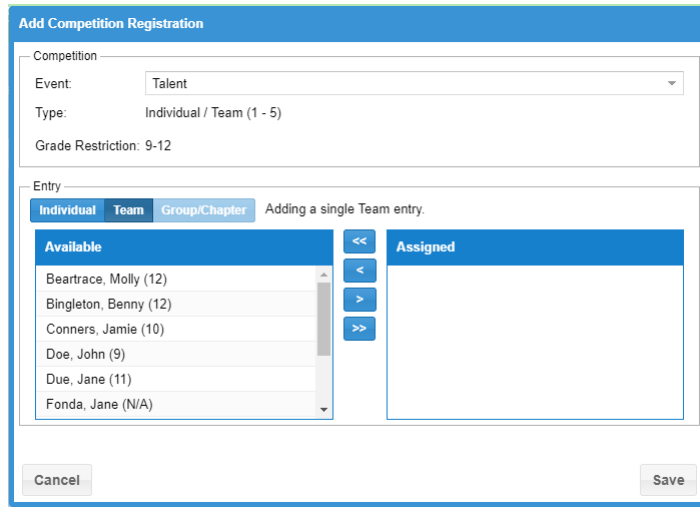 Add Competition Registration
Competition
Event: Talent
Type: Individual / Team (1 - 5)
Grade Restriction: 9-12
Entry
Individual Team Group/Chapter Adding a single Team entry.
Available << Assigned
<
>
>>
Beartrace, Molly (12)
Bingleton, Benny (12)
Conners, Jamie (10)
Doe, John (9)
Due, Jane (11)
Fonda, Jane (N/A)
Cancel Save